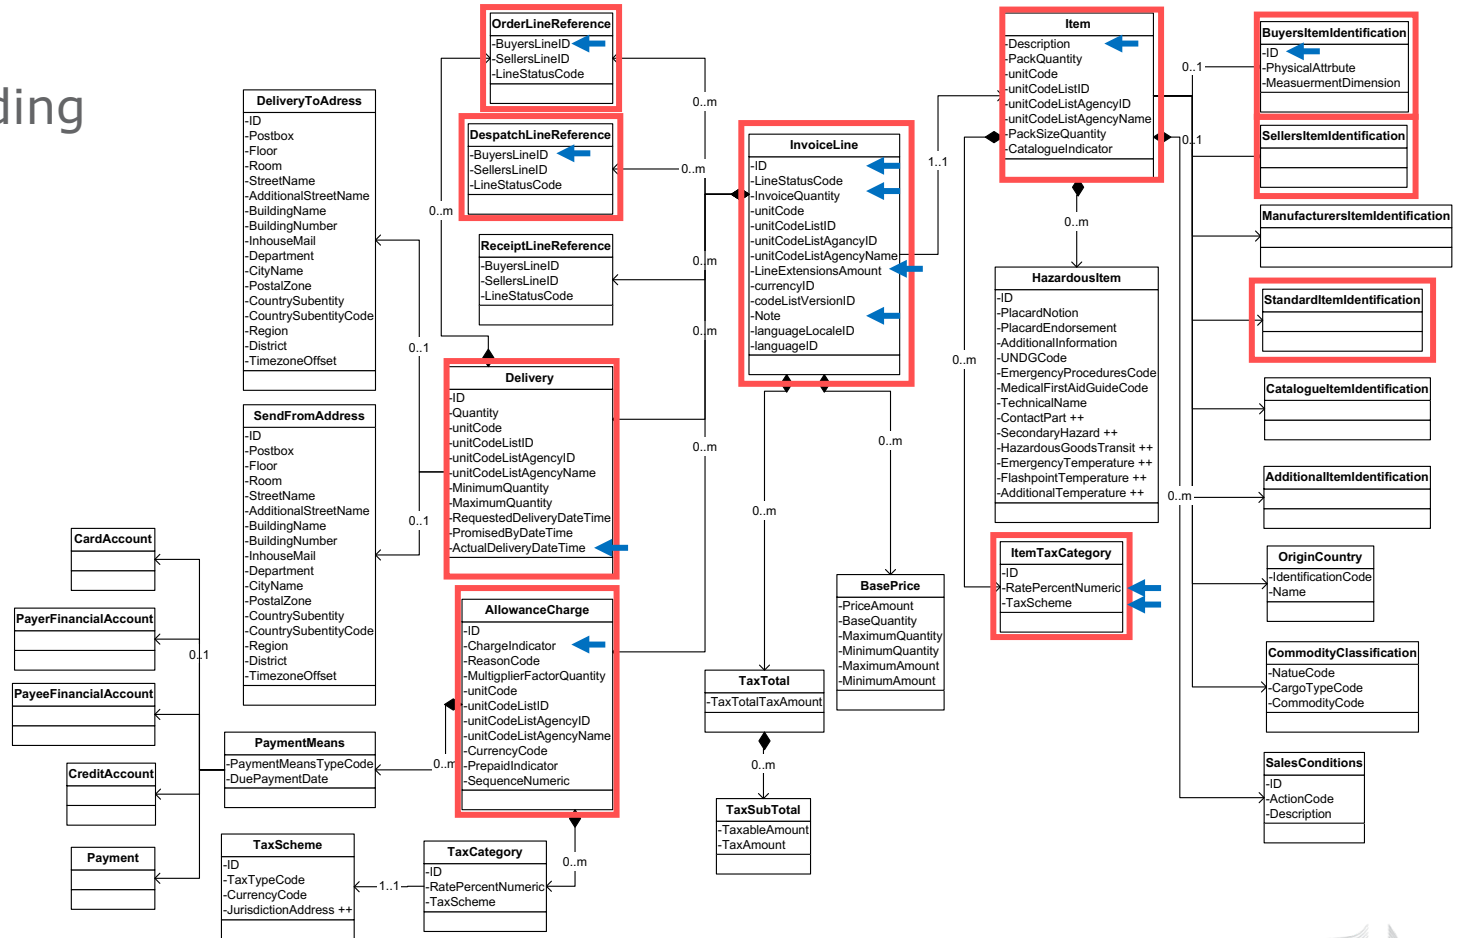 ding
OrderLineReference
-BuyersLineID
-SellersLineID
-LineStatusCode
DespatchLineReference
-BuyersLineID
-SellersLineID
-LineStatusCode
ReceiptLineReference
-BuyersLineID
-SellersLineID
-LineStatusCode
DeliveryToAdress
-ID
-Postbox
-Floor
-Room
-StreetName
-AdditionalStreetName
-BuildingName
-BuildingNumber
-InhouseMail
-Department
-CityName
-PostalZone
-CountrySubentity
-CountrySubentityCode
-Region
-District
-TimezoneOffset
SendFromAddress
-ID
-Postbox
-Floor
-Room
-StreetName
-AdditionalStreetName
-BuildingName
-BuildingNumber
-InhouseMail
-Department
-CityName
-PostalZone
-CountrySubentity
-CountrySubentityCode
-Region
-District
-TimezoneOffset
Delivery
-ID
-Quantity
-unitCode
-unitCodeListID
-unitCodeListAgencyID
-unitCodeListAgencyName
-MinimumQuantity
-MaximumQuantity
-RequestedDeliveryDateTime
-PromisedByDateTime
-ActualDeliveryDateTime
AllowanceCharge
-ID
-ChargeIndicator
-ReasonCode
-MultigplierFactorQuantity
-unitCode
-unitCodeListID
-unitCodeListAgencyID
-unitCodeListAgencyName
-CurrencyCode
-PrepaidIndicator
-SequenceNumeric
InvoiceLine
-ID
-LineStatusCode
-InvoiceQuantity
-unitCode
-unitCodeListID
-unitCodeListAgancyID
-unitCodeListAgencyName
-LineExtensionsAmount
-currencyID
-codeListVersionID
-Note
-languageLocaleID
-languageID
Item
-Description
-PackQuantity
-unitCode
-unitCodeListID
-unitCodeListAgencyID
-unitCodeListAgencyName
-PackSizeQuantity
-CatalogueIndicator
HazardousItem
-ID
-PlacardNotion
-PlacardEndorsement
-AdditionalInformation
-UNDGCode
-EmergencyProceduresCode
-MedicalFirstAidGuideCode
-TechnicalName
-ContactPart ++
-SecondaryHazard ++
-HazardousGoodsTransit ++
-EmergencyTemperature ++
-FlashpointTemperature ++
-AdditionalTemperature ++
ItemTaxCategory
-ID
-RatePercentNumeric
-TaxScheme
BasePrice
-PriceAmount
-BaseQuantity
-MaximumQuantity
-MinimumQuantity
-MaximumAmount
-MinimumAmount
TaxTotal
-TaxTotalTaxAmount
TaxSubTotal
-TaxableAmount
-TaxAmount
BuyersItemIdentification
-ID
-PhysicalAttrbute
-MeasuermentDimension
SellersItemIdentification
ManufacturersItemIdentification
StandardItemIdentification
CatalogueItemIdentification
AdditionalItemIdentification
OriginCountry
-IdentificationCode
-Name
CommodityClassification
-NatueCode
-CargoTypeCode
-CommodityCode
SalesConditions
-ID
-ActionCode
-Description
CardAccount
PayerFinancialAccount
PayeeFinancialAccount
CreditAccount
Payment
PaymentMeans
-PaymentMeansTypeCode
-DuePaymentDate
TaxScheme
-ID
-TaxTypeCode
-CurrencyCode
-JurisdictionAddress ++
TaxCategory
-ID
-RatePercentNumeric
-TaxScheme
0..m
0..m
0..m
0..m
0..m
0..m
0..1
0..1
0..1
0..m
0..m
1..1
0..m
0..m
0..m
1..1
0..m
0..m
0..1
0..1
0..m